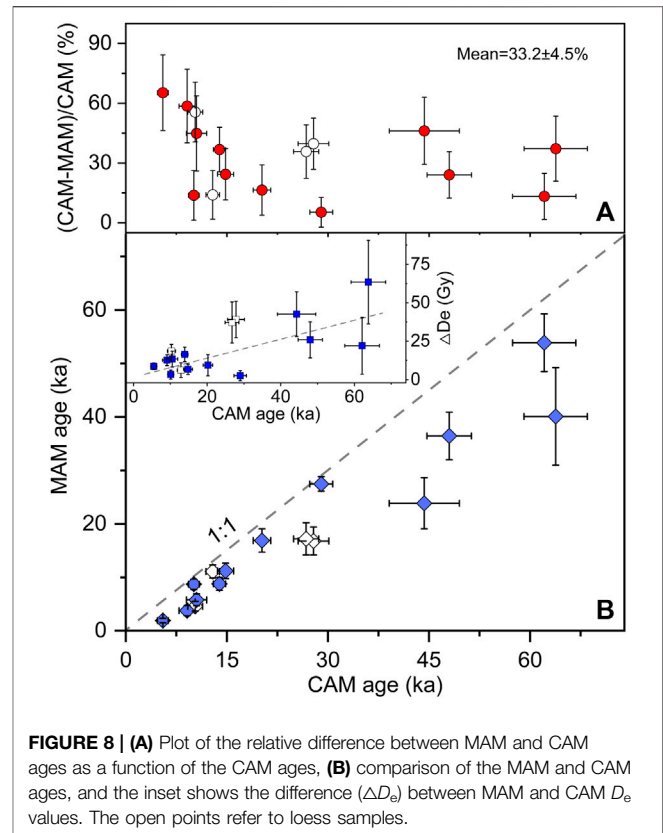 (CAM-MAM)/CAM (%)
90
60
30
0
Mean=33.2±4.5%
A
MAM age (ka)
60
40
20
0
75
50
25
0
△De (Gy)
0
20
40
60
CAM age (ka)
1:1
B
0
15
30
45
60
CAM age (ka)
FIGURE 8 | (A) Plot of the relative difference between MAM and CAM
ages as a function of the CAM ages, (B) comparison of the MAM and CAM
ages, and the inset shows the difference (△De) between MAM and CAM De
values. The open points refer to loess samples.